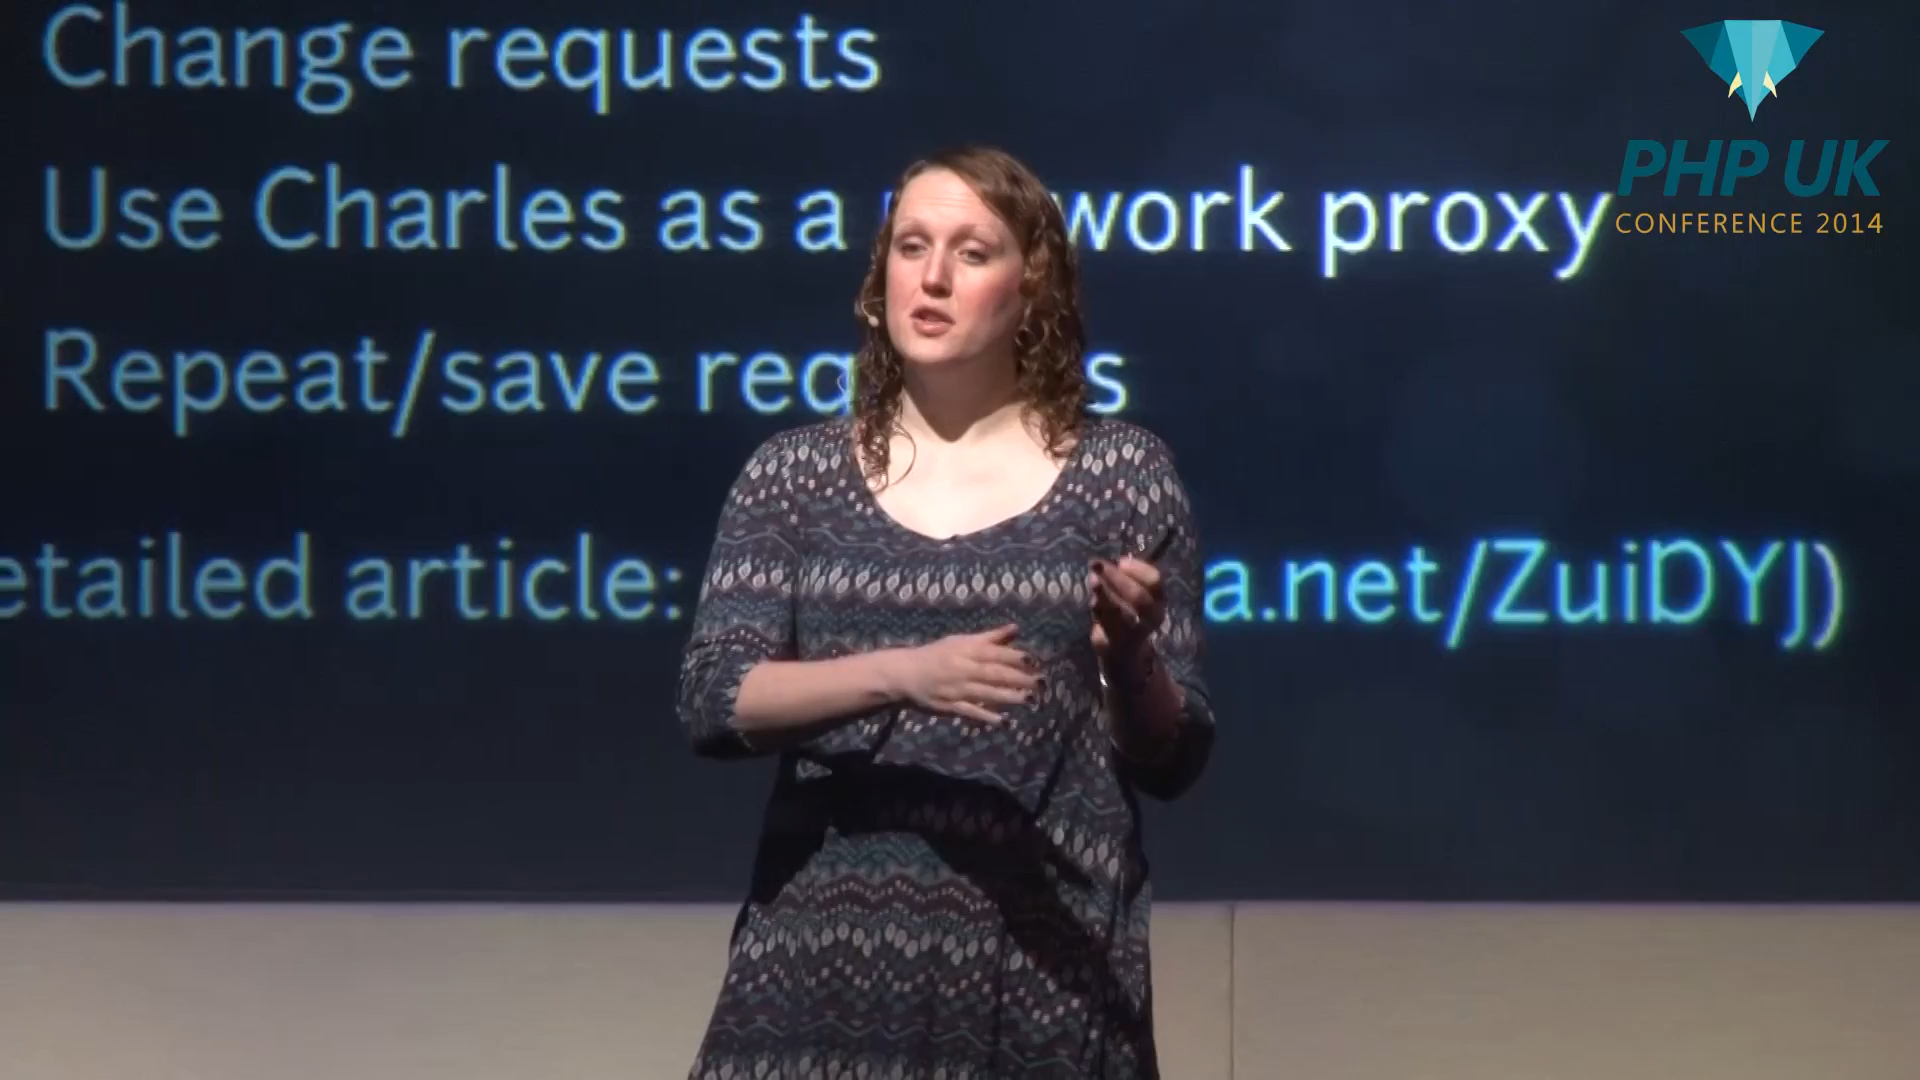 Change requests
Use Charles as a work proxy
Repeat/save req s
etailed article: a.net/ZuiDYJ)
PHP UK
CONFERENCE 2014